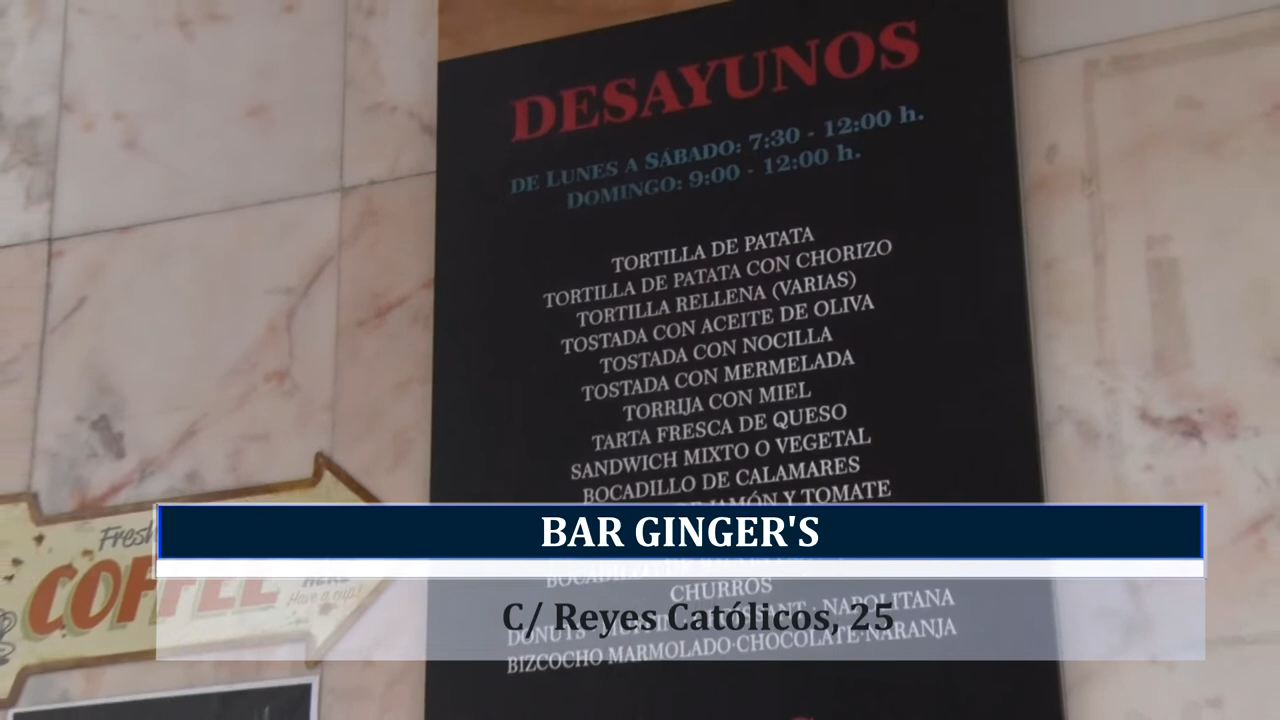 DESAYUNOS
DE LUNES A SÁBADO: 7:30 - 12:00 h.
DOMINGO: 9:00 - 12:00 h.
TORTILLA DE PATATA
TORTILLA DE PATATA CON CHORIZO
TORTILLA RELLENA (VARIAS)
TOSTADA CON ACEITE DE OLIVA
TOSTADA CON NOCILLA
TOSTADA CON MERMELADA
TORRIJA CON MIEL
TARTA FRESCA DE QUESO
SANDWICH MIXTO O VEGETAL
BOCADILLO DE CALAMARES
JAMÓN Y TOMATE
CHURROS
NAPOLITANA
BIZCOCHO MARMOLADO·CHOCOLATE·NARANJA
Fresh
COFFEE
HERE
Have a cup!
BAR GINGER'S
C/ Reyes Católicos, 25